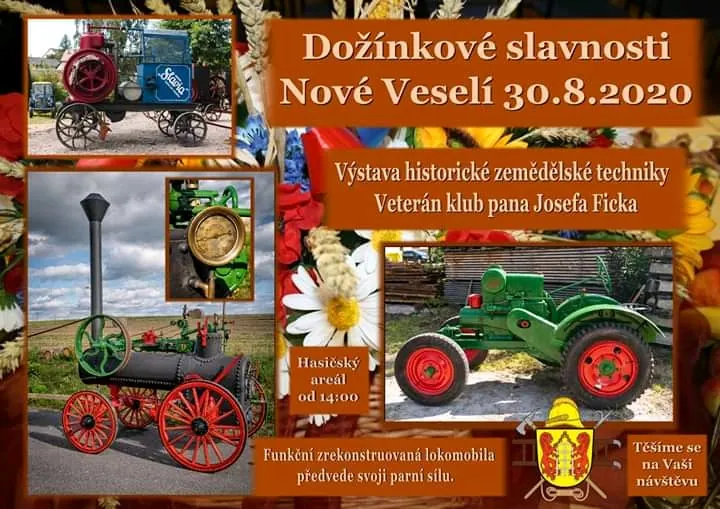 Dožínkové slavnosti
Nové Veselí 30.8.2020
Výstava historické zemědělské techniky
Veterán klub pana Josefa Ficka
Slavia
Hasičský
areál
od 14:00
Funkční zrekonstruovaná lokomobila
předvede svoji parní sílu.
Těšíme se
na Vaši
návštěvu